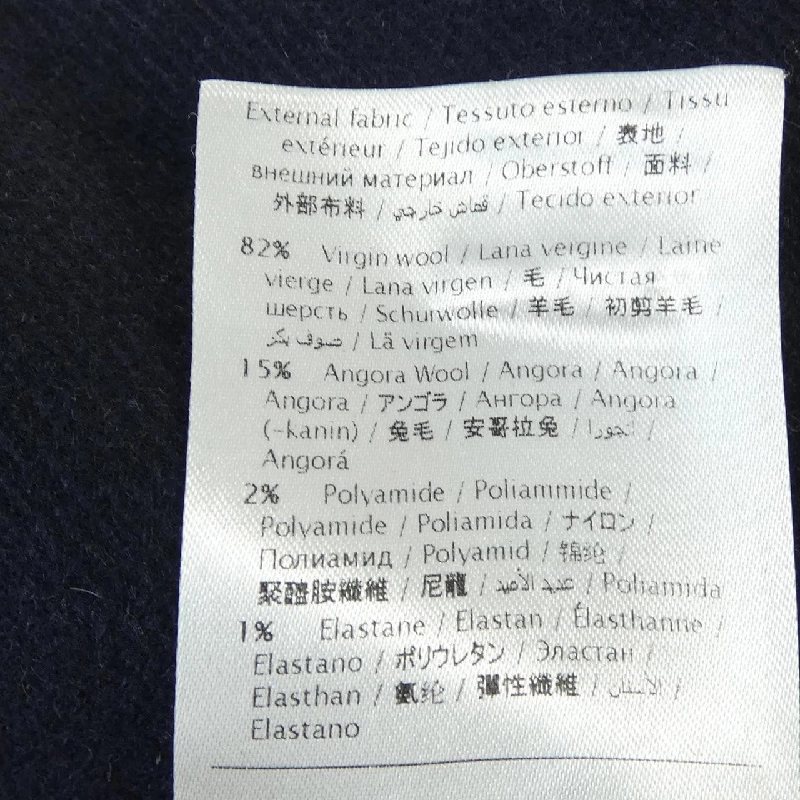 External fabric / Tessuto esterno / Tissu
extérieur / Tejido exterior / 表地 /
внешний материал / Oberstoff / 面料 /
外部布料 / قماش خارجي / Tecido exterior
82% Virgin wool / Lana vergine / Laine
vierge / Lana virgen / 毛 / Чистая
шерсть / Schurwolle / 羊毛 / 初剪羊毛 /
صوف بكر / Lã virgem
15% Angora Wool / Angora / Angora /
Angora / アンゴラ / Ангора / Angora
(-kanin) / 兔毛 / 安哥拉兔 / انجورا /
Angorá
2% Polyamide / Poliammide /
Polyamide / Poliamida / ナイロン /
Полиамид / Polyamid / 锦纶 /
聚醯胺纖維 / 尼龍 / / Poliamida
1% Elastane / Elastan / Élasthanne /
Elastano / ポリウレタン / Эластан /
Elasthan / 氨纶 / 彈性纖維 / /
Elastano